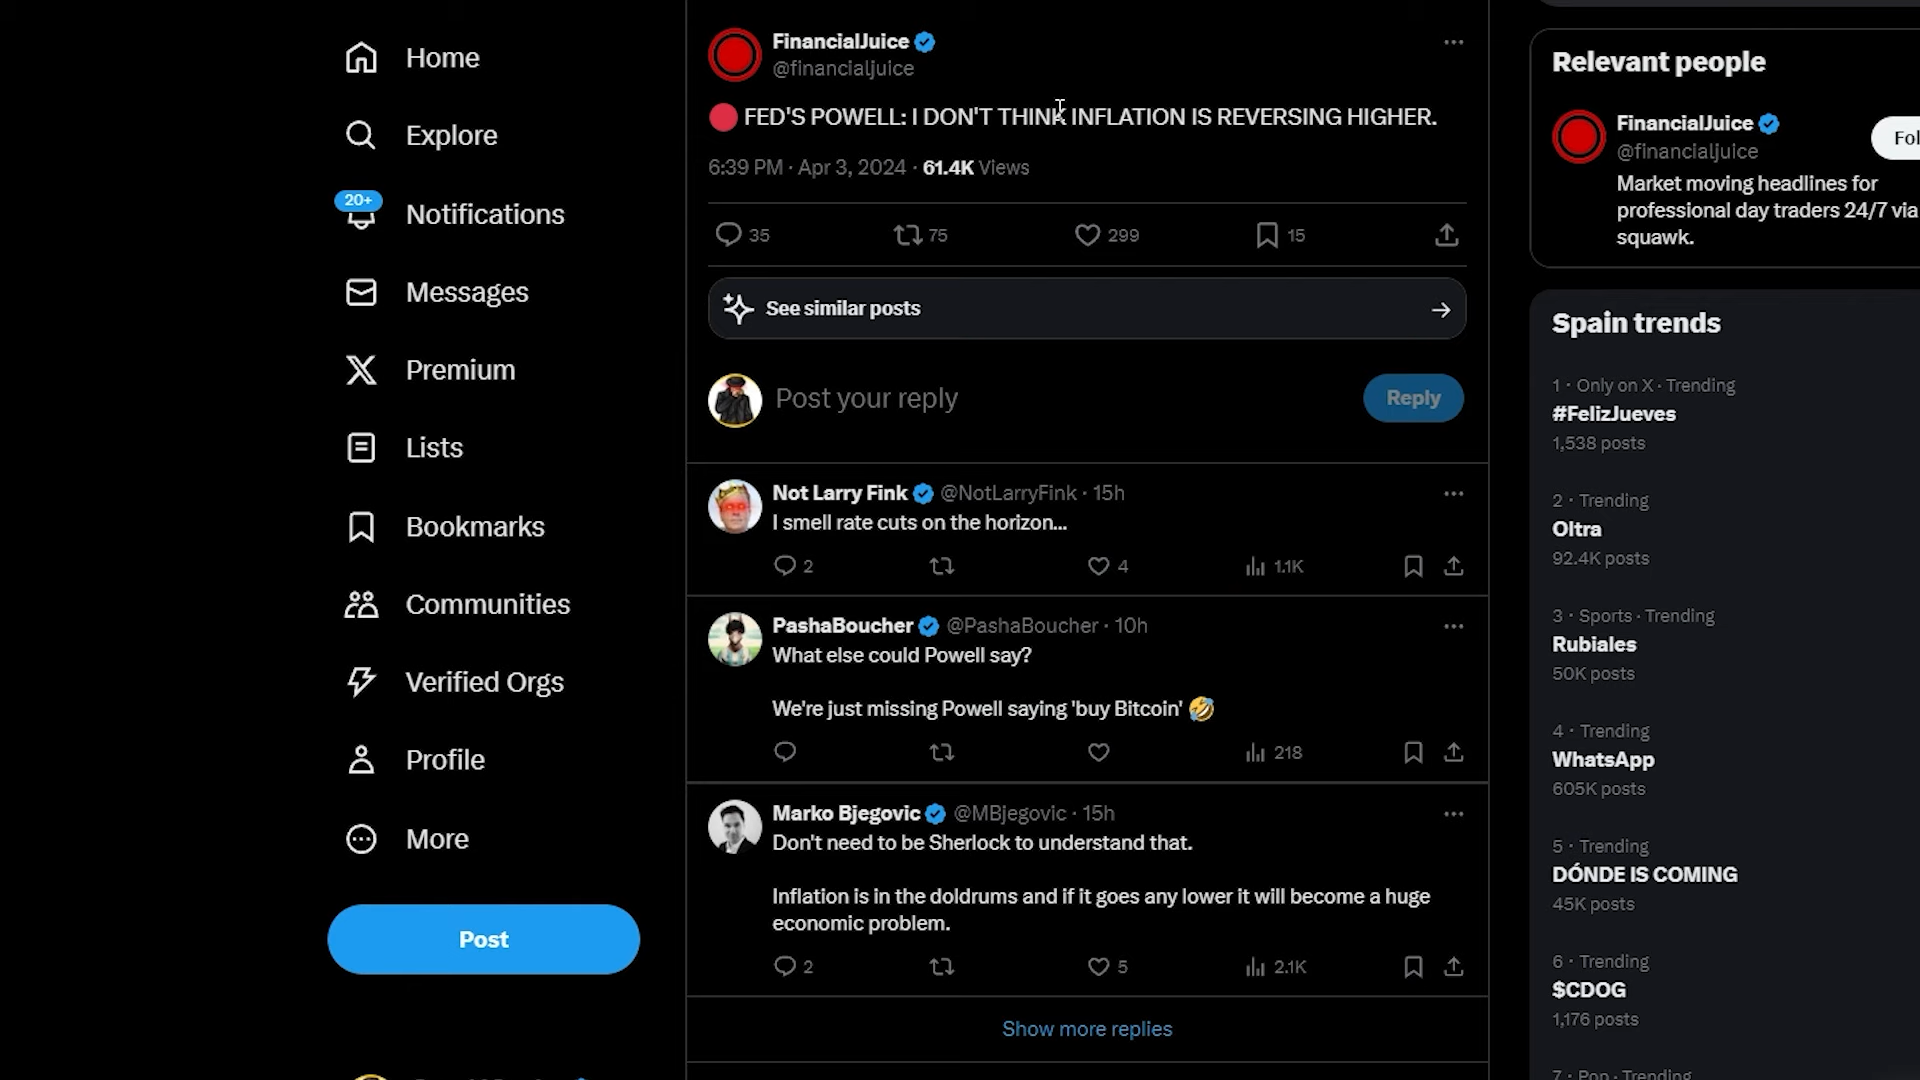 Home
Explore
20+
Notifications
Messages
Premium
Lists
Bookmarks
Communities
Verified Orgs
Profile
More
Post
FinancialJuice
@financialjuice
FED'S POWELL: I DON'T THINK INFLATION IS REVERSING HIGHER.
6:39 PM · Apr 3, 2024 · 61.4K Views
35 75 299 15
See similar posts
Post your reply
Reply
Not Larry Fink @NotLarryFink · 15h
I smell rate cuts on the horizon...
2 4 1.1K
PashaBoucher @PashaBoucher · 10h
What else could Powell say?
We're just missing Powell saying 'buy Bitcoin' 🤣
218
Marko Bjegovic @MBjegovic · 15h
Don't need to be Sherlock to understand that.
Inflation is in the doldrums and if it goes any lower it will become a huge
economic problem.
2 5 2.1K
Show more replies
Relevant people
FinancialJuice
@financialjuice
Fol
Market moving headlines for
professional day traders 24/7 via
squawk.
Spain trends
1 · Only on X · Trending
#FelizJueves
1,538 posts
2 · Trending
Oltra
92.4K posts
3 · Sports · Trending
Rubiales
50K posts
4 · Trending
WhatsApp
605K posts
5 · Trending
DÓNDE IS COMING
45K posts
6 · Trending
$CDOG
1,176 posts
7 · Pop · Trending